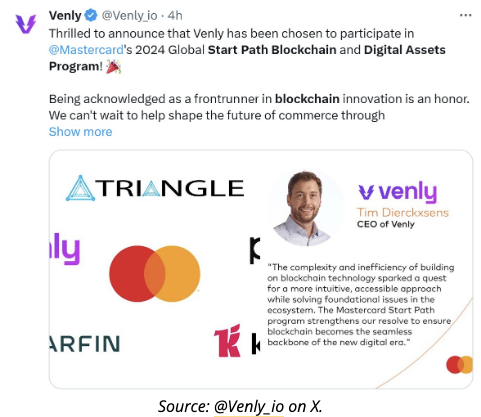 Venly @Venly_io · 4h
Thrilled to announce that Venly has been chosen to participate in
@Mastercard's 2024 Global Start Path Blockchain and Digital Assets
Program! 🎉
Being acknowledged as a frontrunner in blockchain innovation is an honor.
We can't wait to help shape the future of commerce through
Show more
TRIANGLE
nly
ARFIN
k
venly
Tim Dierckxsens
CEO of Venly
"The complexity and inefficiency of building
on blockchain technology sparked a quest
for a more intuitive, accessible approach
while solving foundational issues in the
ecosystem. The Mastercard Start Path
program strengthens our resolve to ensure
blockchain becomes the seamless
backbone of the new digital era."
Source: @Venly_io on X.